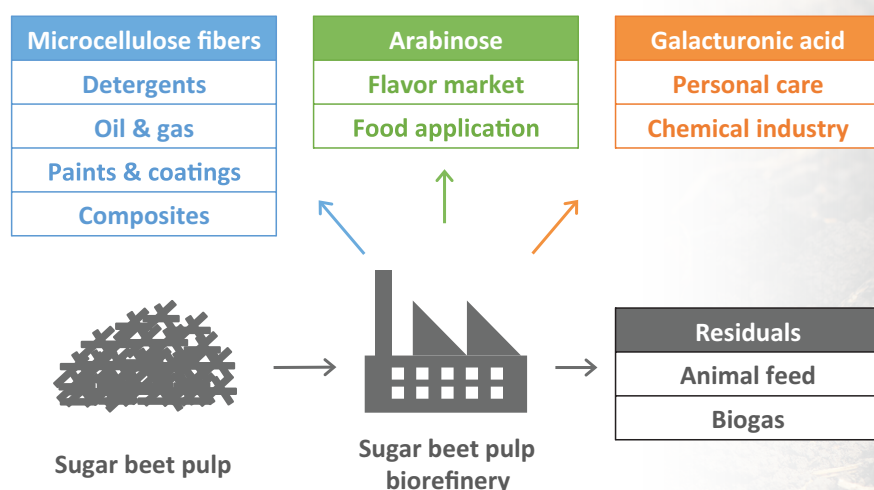 Microcellulose fibers
Detergents
Oil & gas
Paints & coatings
Composites
Arabinose
Flavor market
Food application
Galacturonic acid
Personal care
Chemical industry
Sugar beet pulp
Sugar beet pulp
biorefinery
Residuals
Animal feed
Biogas